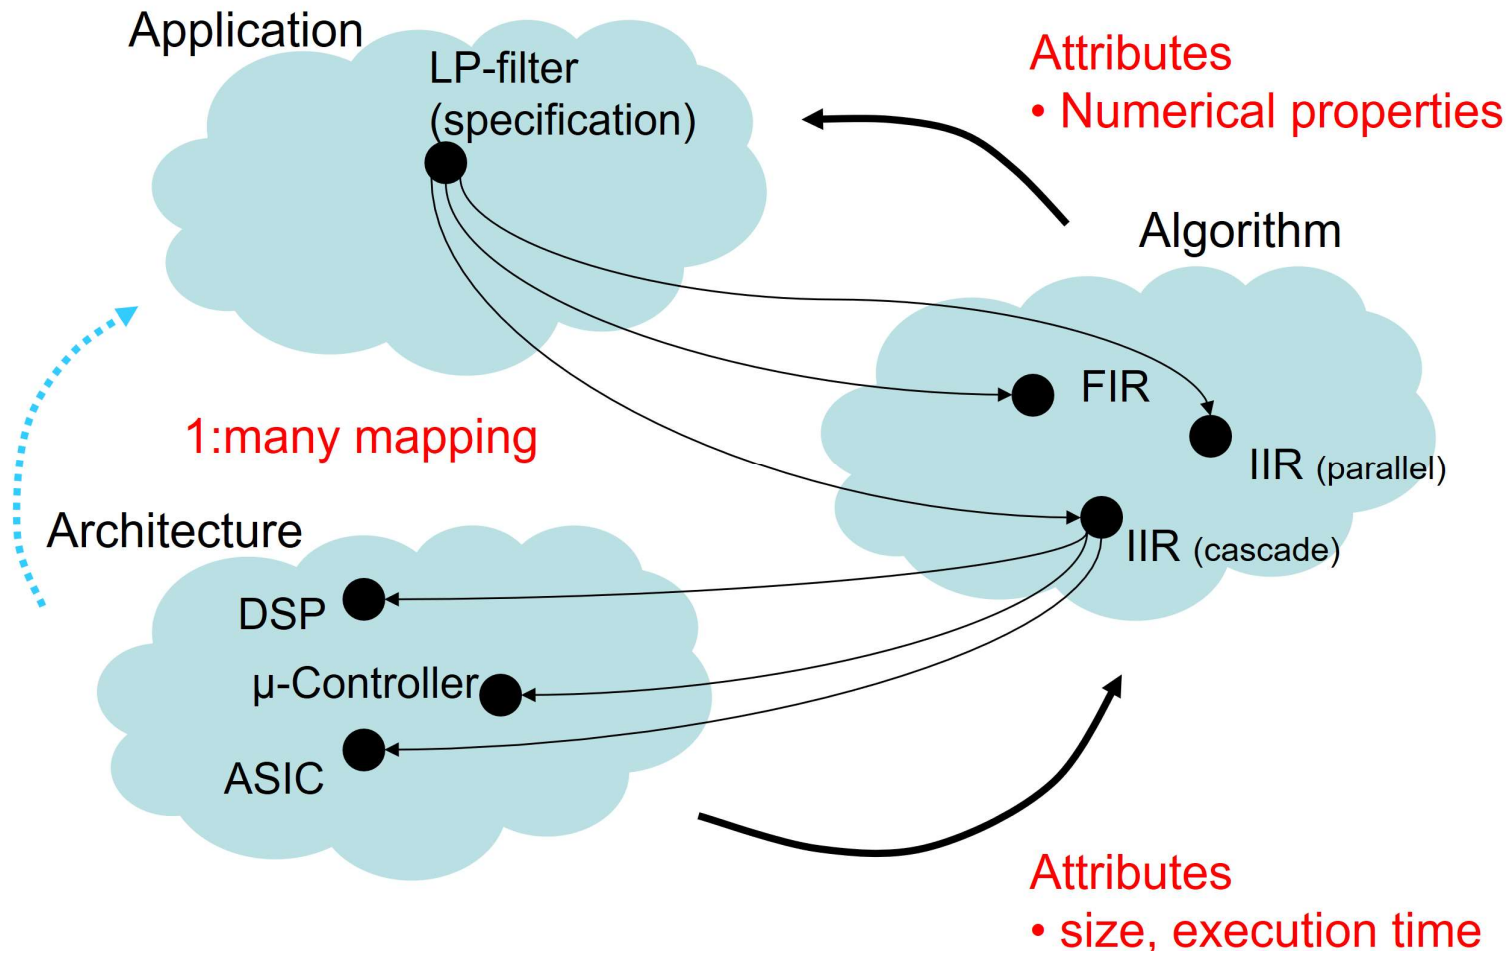 Application
LP-filter
(specification)
Attributes
• Numerical properties
Algorithm
FIR
IIR (parallel)
IIR (cascade)
1:many mapping
Architecture
DSP
µ-Controller
ASIC
Attributes
• size, execution time